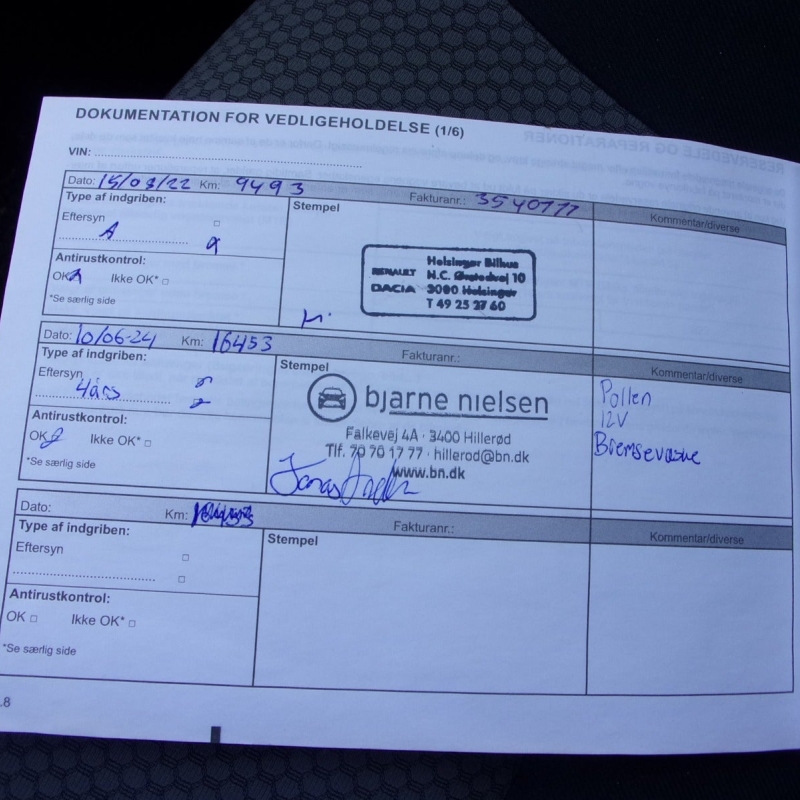 DOKUMENTATION FOR VEDLIGEHOLDELSE (1/6)
VIN:
Dato: 15/03/22 Km: 9493 Fakturanr.: 3540777 Kommentar/diverse
Type af indgriben:
Stempel
Eftersyn
A
Antirustkontrol:
OK Ikke OK*
*Se særlig side
Helsingør Bilhus
RENAULT N.C. Ørstedvej 10
DACIA 3000 Helsingør
T 49 25 27 60
Dato: 10/06-24 Km: 16453 Fakturanr.: Kommentar/diverse
Type af indgriben:
Stempel
Eftersyn
4års
Antirustkontrol:
OK Ikke OK*
*Se særlig side
bjarne nielsen
Falkevej 4A · 3400 Hillerød
Tlf. 70 70 17 77 · hillerod@bn.dk
www.bn.dk
Pollen
12V
Bremsevæske
Dato: Km: Fakturanr.: Kommentar/diverse
Type af indgriben:
Stempel
Eftersyn
Antirustkontrol:
OK Ikke OK*
*Se særlig side
.8